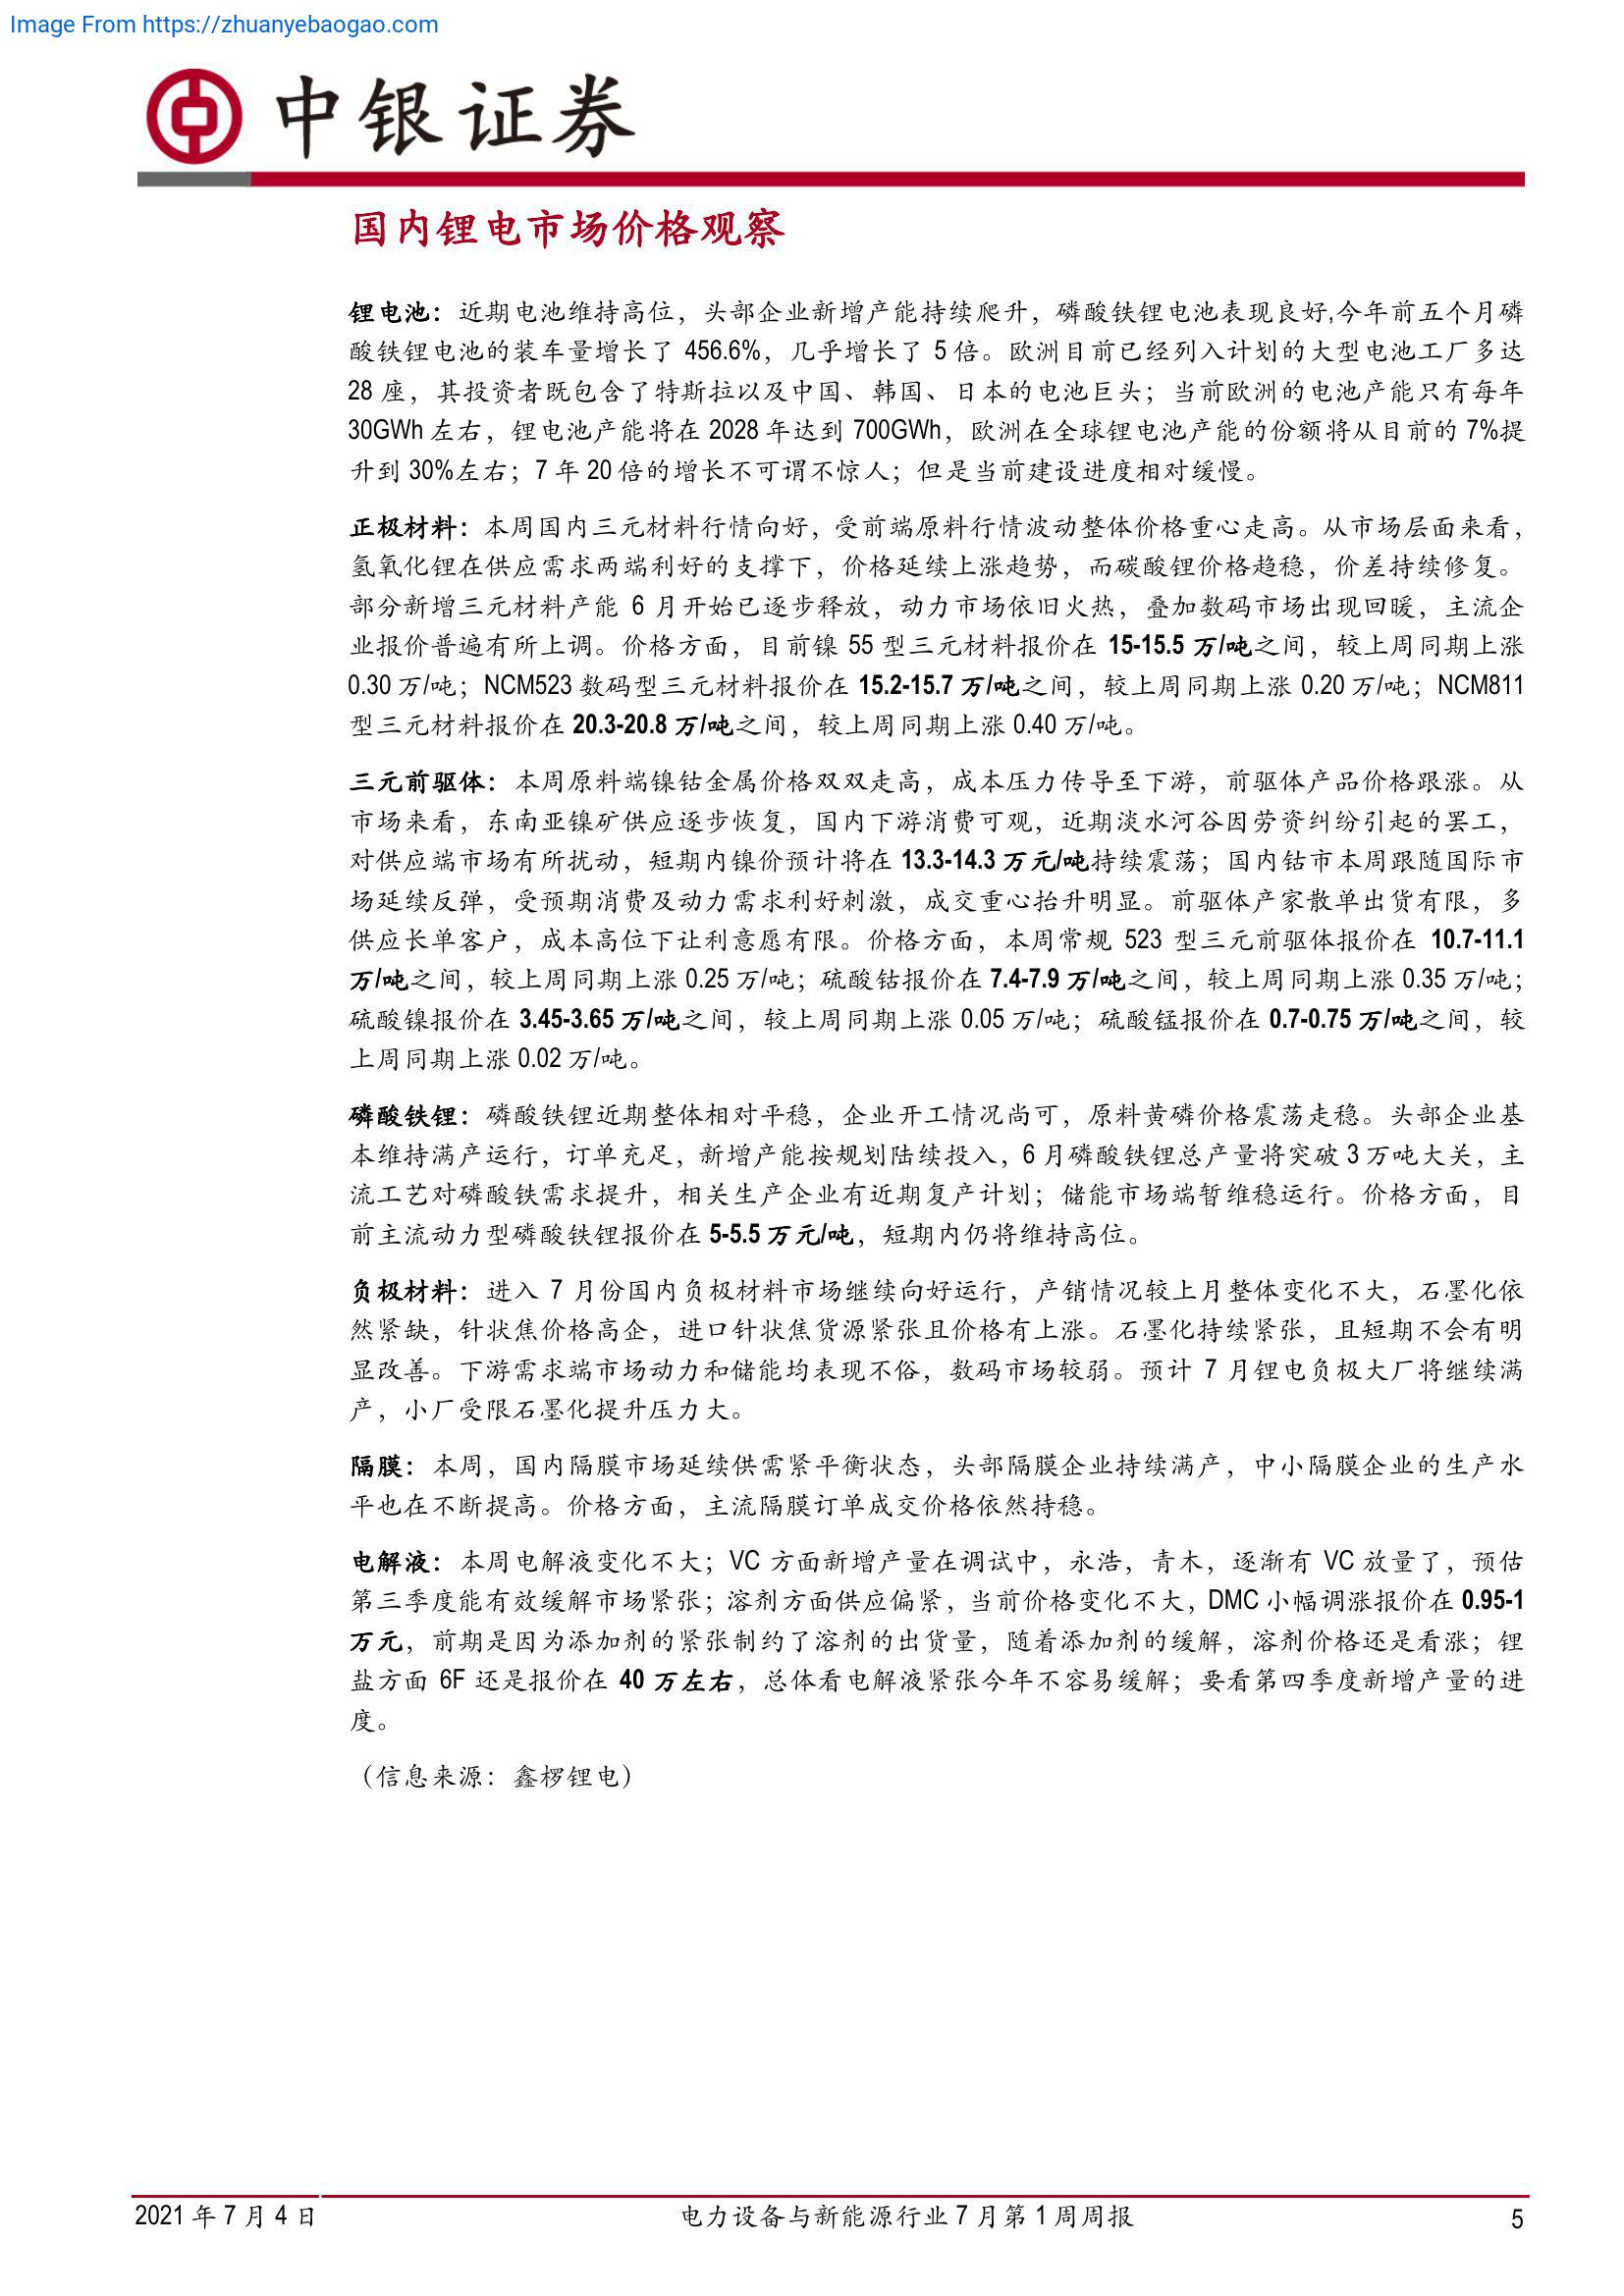 Image From https://zhuanyebaogao.com
中银证券
国内锂电市场价格观察
锂电池：近期电池维持高位，头部企业新增产能持续爬升，磷酸铁锂电池表现良好,今年前五个月磷
酸铁锂电池的装车量增长了 456.6%，几乎增长了 5 倍。欧洲目前已经列入计划的大型电池工厂多达
28 座，其投资者既包含了特斯拉以及中国、韩国、日本的电池巨头；当前欧洲的电池产能只有每年
30GWh 左右，锂电池产能将在 2028 年达到 700GWh，欧洲在全球锂电池产能的份额将从目前的 7%提
升到 30%左右；7 年 20 倍的增长不可谓不惊人；但是当前建设进度相对缓慢。
正极材料：本周国内三元材料行情向好，受前端原料行情波动整体价格重心走高。从市场层面来看，
氢氧化锂在供应需求两端利好的支撑下，价格延续上涨趋势，而碳酸锂价格趋稳，价差持续修复。
部分新增三元材料产能 6 月开始已逐步释放，动力市场依旧火热，叠加数码市场出现回暖，主流企
业报价普遍有所上调。价格方面，目前镍 55 型三元材料报价在 15-15.5 万/吨之间，较上周同期上涨
0.30 万/吨；NCM523 数码型三元材料报价在 15.2-15.7 万/吨之间，较上周同期上涨 0.20 万/吨；NCM811
型三元材料报价在 20.3-20.8 万/吨之间，较上周同期上涨 0.40 万/吨。
三元前驱体：本周原料端镍钴金属价格双双走高，成本压力传导至下游，前驱体产品价格跟涨。从
市场来看，东南亚镍矿供应逐步恢复，国内下游消费可观，近期淡水河谷因劳资纠纷引起的罢工，
对供应端市场有所扰动，短期内镍价预计将在 13.3-14.3 万元/吨持续震荡；国内钴市本周跟随国际市
场延续反弹，受预期消费及动力需求利好刺激，成交重心抬升明显。前驱体产家散单出货有限，多
供应长单客户，成本高位下让利意愿有限。价格方面，本周常规 523 型三元前驱体报价在 10.7-11.1
万/吨之间，较上周同期上涨 0.25 万/吨；硫酸钴报价在 7.4-7.9 万/吨之间，较上周同期上涨 0.35 万/吨；
硫酸镍报价在 3.45-3.65 万/吨之间，较上周同期上涨 0.05 万/吨；硫酸锰报价在 0.7-0.75 万/吨之间，较
上周同期上涨 0.02 万/吨。
磷酸铁锂：磷酸铁锂近期整体相对平稳，企业开工情况尚可，原料黄磷价格震荡走稳。头部企业基
本维持满产运行，订单充足，新增产能按规划陆续投入，6 月磷酸铁锂总产量将突破 3 万吨大关，主
流工艺对磷酸铁需求提升，相关生产企业有近期复产计划；储能市场端暂维稳运行。价格方面，目
前主流动力型磷酸铁锂报价在 5-5.5 万元/吨，短期内仍将维持高位。
负极材料：进入 7 月份国内负极材料市场继续向好运行，产销情况较上月整体变化不大，石墨化依
然紧缺，针状焦价格高企，进口针状焦货源紧张且价格有上涨。石墨化持续紧张，且短期不会有明
显改善。下游需求端市场动力和储能均表现不俗，数码市场较弱。预计 7 月锂电负极大厂将继续满
产，小厂受限石墨化提升压力大。
隔膜：本周，国内隔膜市场延续供需紧平衡状态，头部隔膜企业持续满产，中小隔膜企业的生产水
平也在不断提高。价格方面，主流隔膜订单成交价格依然持稳。
电解液：本周电解液变化不大；VC 方面新增产量在调试中，永浩，青木，逐渐有 VC 放量了，预估
第三季度能有效缓解市场紧张；溶剂方面供应偏紧，当前价格变化不大，DMC 小幅调涨报价在 0.95-1
万元，前期是因为添加剂的紧张制约了溶剂的出货量，随着添加剂的缓解，溶剂价格还是看涨；锂
盐方面 6F 还是报价在 40 万左右，总体看电解液紧张今年不容易缓解；要看第四季度新增产量的进
度。
（信息来源：鑫椤锂电）
2021 年 7 月 4 日
电力设备与新能源行业 7 月第 1 周周报
5